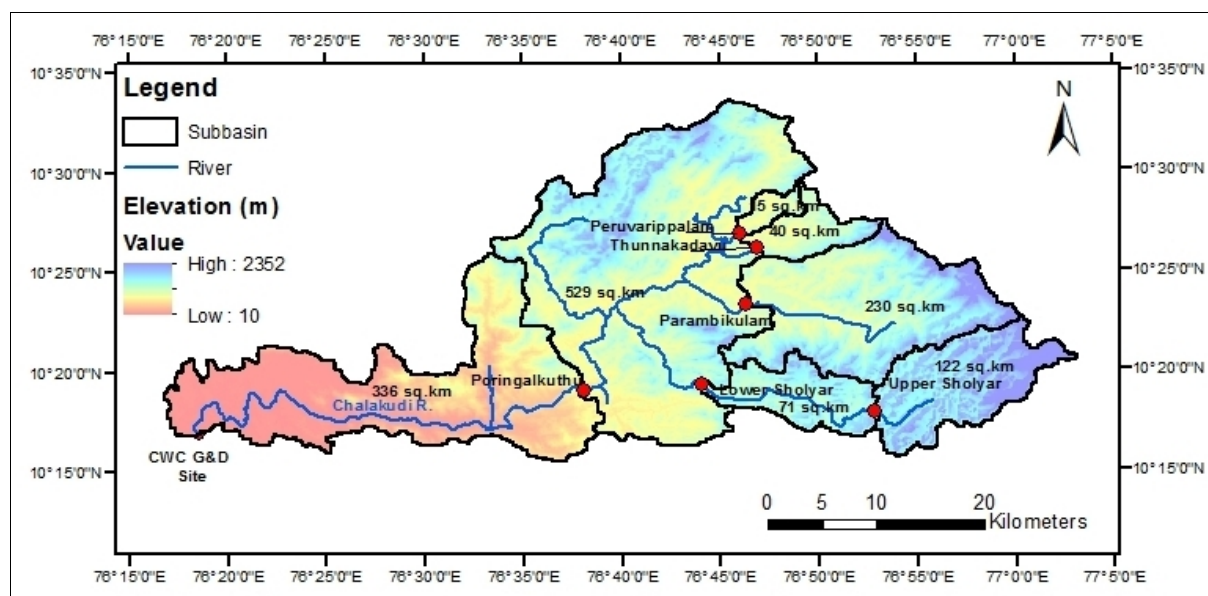 76°15'0"E 76°20'0"E 76°25'0"E 76°30'0"E 76°35'0"E 76°40'0"E 76°45'0"E 76°50'0"E 76°55'0"E 77°0'0"E 77°5'0"E
10°35'0"N
10°35'0"N
Legend
Subbasin
River
Elevation (m)
Value
High : 2352
Low : 10
N
10°30'0"N
10°30'0"N
5 sq.km
Peruvarippalam
40 sq.km
Thunnakadavu
10°25'0"N
10°25'0"N
529 sq.km
230 sq.km
Parambikulam
10°20'0"N
10°20'0"N
122 sq.km
Poringalkuthu
Lower Sholyar
Upper Sholyar
336 sq.km
71 sq.km
Chalakudi R.
CWC G&D
Site
10°15'0"N
10°15'0"N
0 5 10 20
Kilometers
76°15'0"E 76°20'0"E 76°25'0"E 76°30'0"E 76°35'0"E 76°40'0"E 76°45'0"E 76°50'0"E 76°55'0"E 77°0'0"E 77°5'0"E